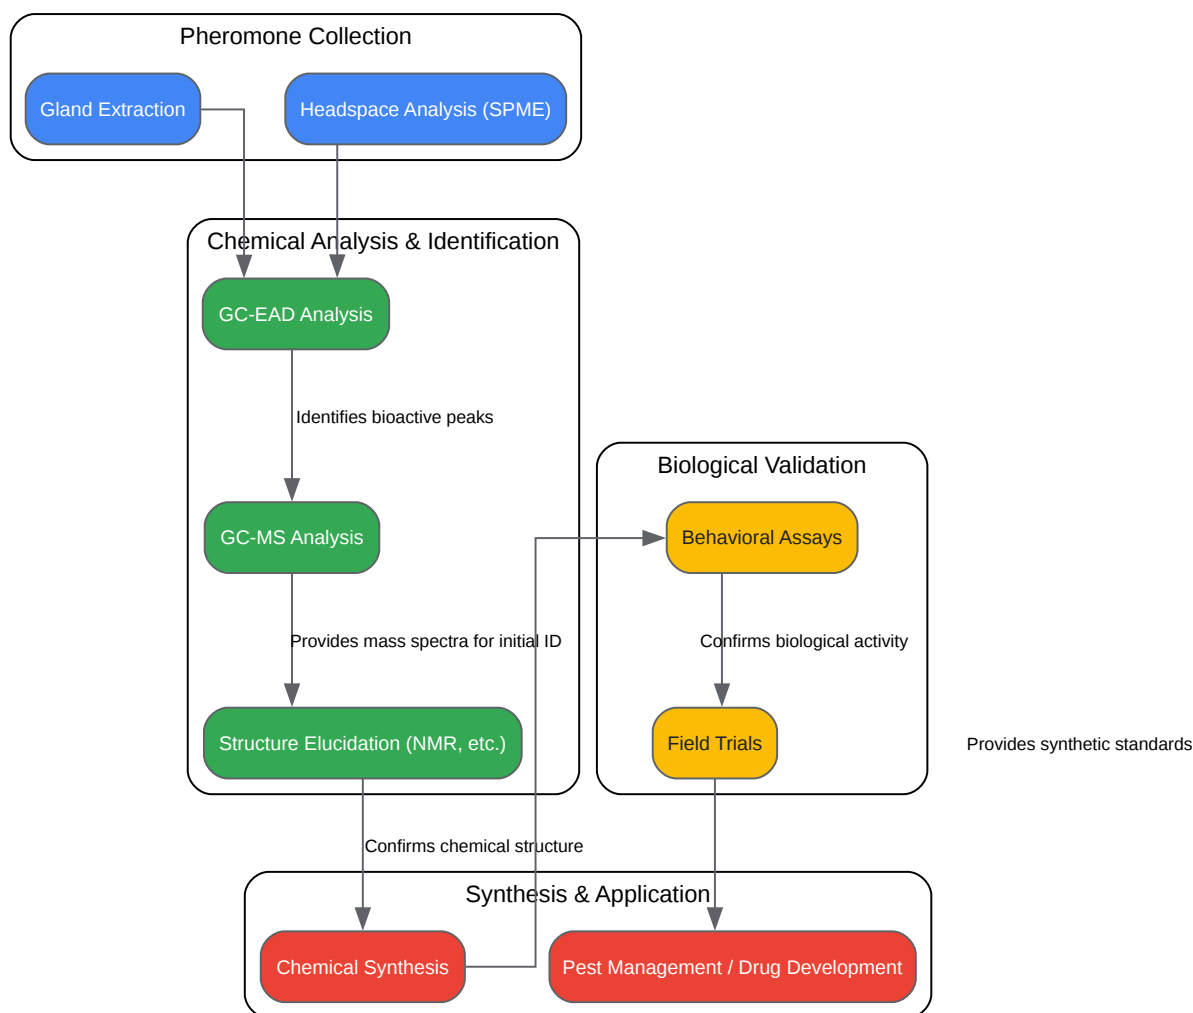 Pheromone Collection
Gland Extraction
Headspace Analysis (SPME)
Chemical Analysis & Identification
GC-EAD Analysis
Identifies bioactive peaks
Biological Validation
GC-MS Analysis
Behavioral Assays
Provides mass spectra for initial ID
Confirms biological activity
Structure Elucidation (NMR, etc.)
Field Trials
Provides synthetic standards
Confirms chemical structure
Synthesis & Application
Chemical Synthesis
Pest Management / Drug Development